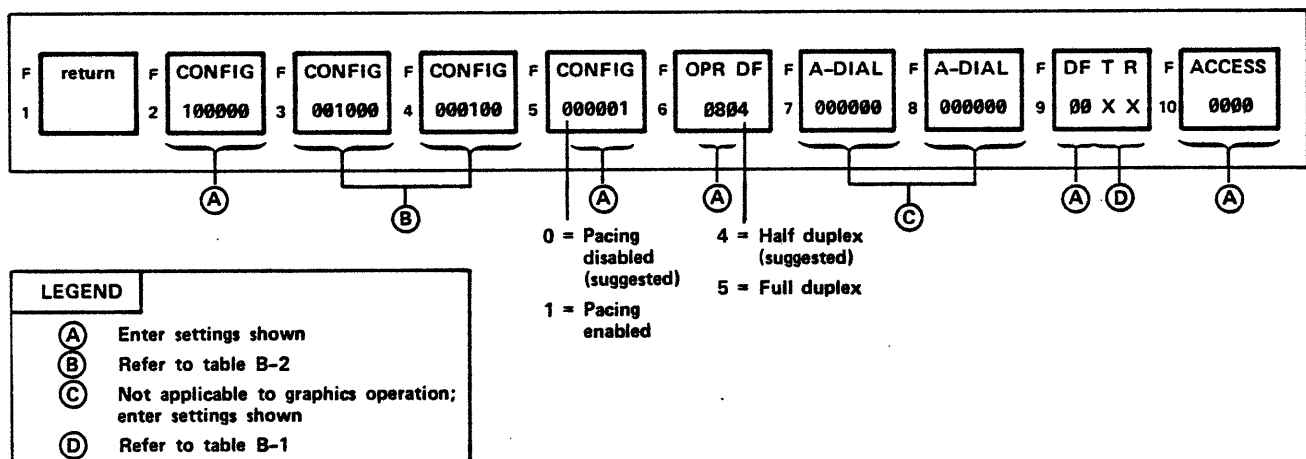 F return F CONFIG F CONFIG F CONFIG F CONFIG F OPR DF F A-DIAL F A-DIAL F DF T R F ACCESS
1 2 100000 3 001000 4 000100 5 000001 6 0804 7 000000 8 000000 9 00 X X 10 0000
A B A A C A D A
0 = Pacing disabled (suggested)
1 = Pacing enabled
4 = Half duplex (suggested)
5 = Full duplex
LEGEND
A Enter settings shown
B Refer to table B-2
C Not applicable to graphics operation;
enter settings shown
D Refer to table B-1